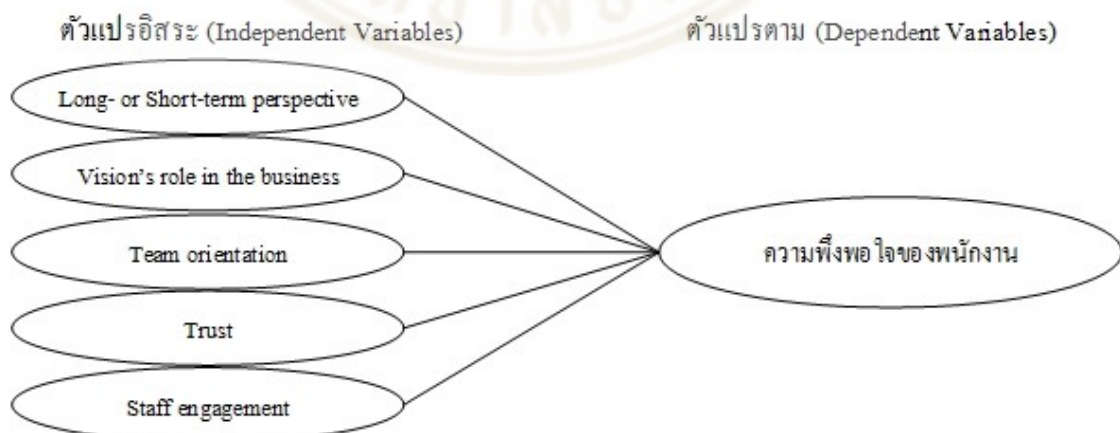 ตัวแปรอิสระ (Independent Variables)
ตัวแปรตาม (Dependent Variables)
Long- or Short-term perspective
Vision's role in the business
Team orientation
Trust
Staff engagement
ความพึงพอใจของพนักงาน